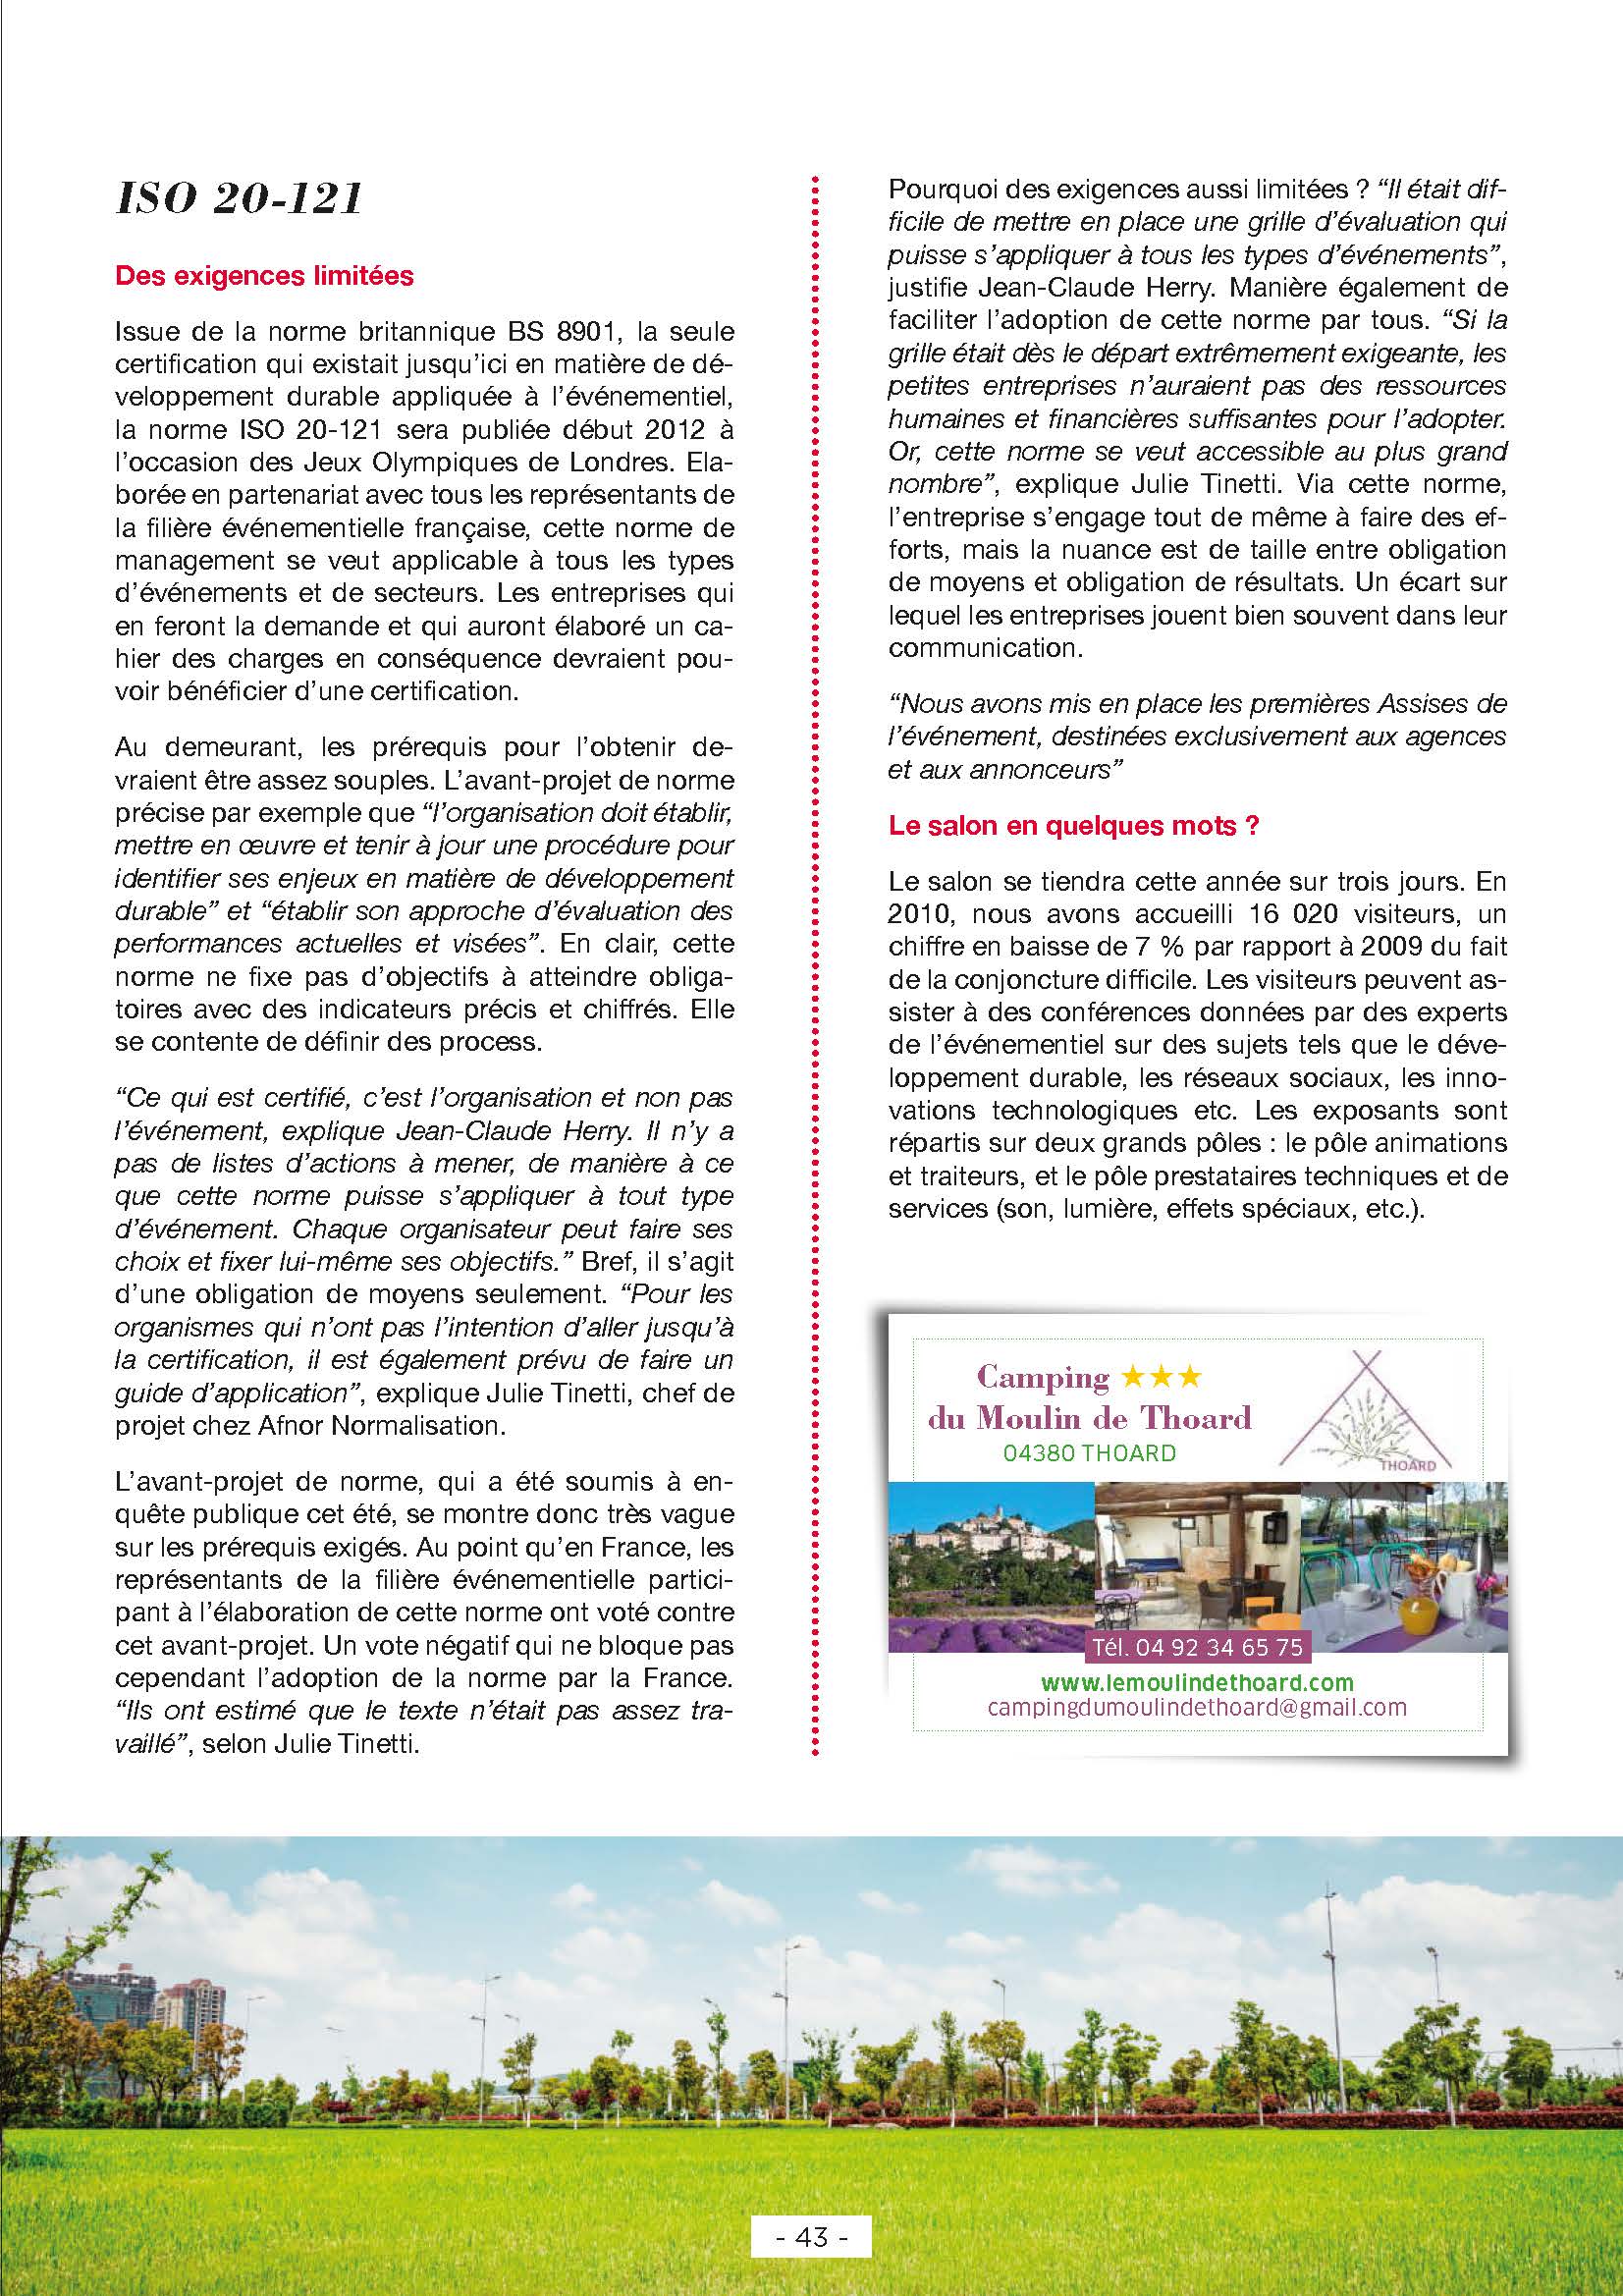 ISO 20-121
Des exigences limitées
Issue de la norme britannique BS 8901, la seule
certification qui existait jusqu’ici en matière de dé-
veloppement durable appliquée à l’événementiel,
la norme ISO 20-121 sera publiée début 2012 à
l’occasion des Jeux Olympiques de Londres. Ela-
borée en partenariat avec tous les représentants de
la filière événementielle française, cette norme de
management se veut applicable à tous les types
d’événements et de secteurs. Les entreprises qui
en feront la demande et qui auront élaboré un ca-
hier des charges en conséquence devraient pou-
voir bénéficier d’une certification.
Au demeurant, les prérequis pour l’obtenir de-
vraient être assez souples. L’avant-projet de norme
précise par exemple que “l’organisation doit établir,
mettre en œuvre et tenir à jour une procédure pour
identifier ses enjeux en matière de développement
durable” et “établir son approche d’évaluation des
performances actuelles et visées”. En clair, cette
norme ne fixe pas d’objectifs à atteindre obliga-
toires avec des indicateurs précis et chiffrés. Elle
se contente de définir des process.
“Ce qui est certifié, c’est l’organisation et non pas
l’événement, explique Jean-Claude Herry. Il n’y a
pas de listes d’actions à mener, de manière à ce
que cette norme puisse s’appliquer à tout type
d’événement. Chaque organisateur peut faire ses
choix et fixer lui-même ses objectifs.” Bref, il s’agit
d’une obligation de moyens seulement. “Pour les
organismes qui n’ont pas l’intention d’aller jusqu’à
la certification, il est également prévu de faire un
guide d’application”, explique Julie Tinetti, chef de
projet chez Afnor Normalisation.
L’avant-projet de norme, qui a été soumis à en-
quête publique cet été, se montre donc très vague
sur les prérequis exigés. Au point qu’en France, les
représentants de la filière événementielle partici-
pant à l’élaboration de cette norme ont voté contre
cet avant-projet. Un vote négatif qui ne bloque pas
cependant l’adoption de la norme par la France.
“Ils ont estimé que le texte n’était pas assez tra-
vaillé”, selon Julie Tinetti.
Pourquoi des exigences aussi limitées ? “Il était dif-
ficile de mettre en place une grille d’évaluation qui
puisse s’appliquer à tous les types d’événements”,
justifie Jean-Claude Herry. Manière également de
faciliter l’adoption de cette norme par tous. “Si la
grille était dès le départ extrêmement exigeante, les
petites entreprises n’auraient pas des ressources
humaines et financières suffisantes pour l’adopter.
Or, cette norme se veut accessible au plus grand
nombre”, explique Julie Tinetti. Via cette norme,
l’entreprise s’engage tout de même à faire des ef-
forts, mais la nuance est de taille entre obligation
de moyens et obligation de résultats. Un écart sur
lequel les entreprises jouent bien souvent dans leur
communication.
“Nous avons mis en place les premières Assises de
l’événement, destinées exclusivement aux agences
et aux annonceurs”
Le salon en quelques mots ?
Le salon se tiendra cette année sur trois jours. En
2010, nous avons accueilli 16 020 visiteurs, un
chiffre en baisse de 7 % par rapport à 2009 du fait
de la conjoncture difficile. Les visiteurs peuvent as-
sister à des conférences données par des experts
de l’événementiel sur des sujets tels que le déve-
loppement durable, les réseaux sociaux, les inno-
vations technologiques etc. Les exposants sont
répartis sur deux grands pôles : le pôle animations
et traiteurs, et le pôle prestataires techniques et de
services (son, lumière, effets spéciaux, etc.).
Camping ★★★
du Moulin de Thoard
04380 THOARD
THOARD
Tél. 04 92 34 65 75
www.lemoulindethoard.com
campingdumoulindethoard@gmail.com
- 43 -